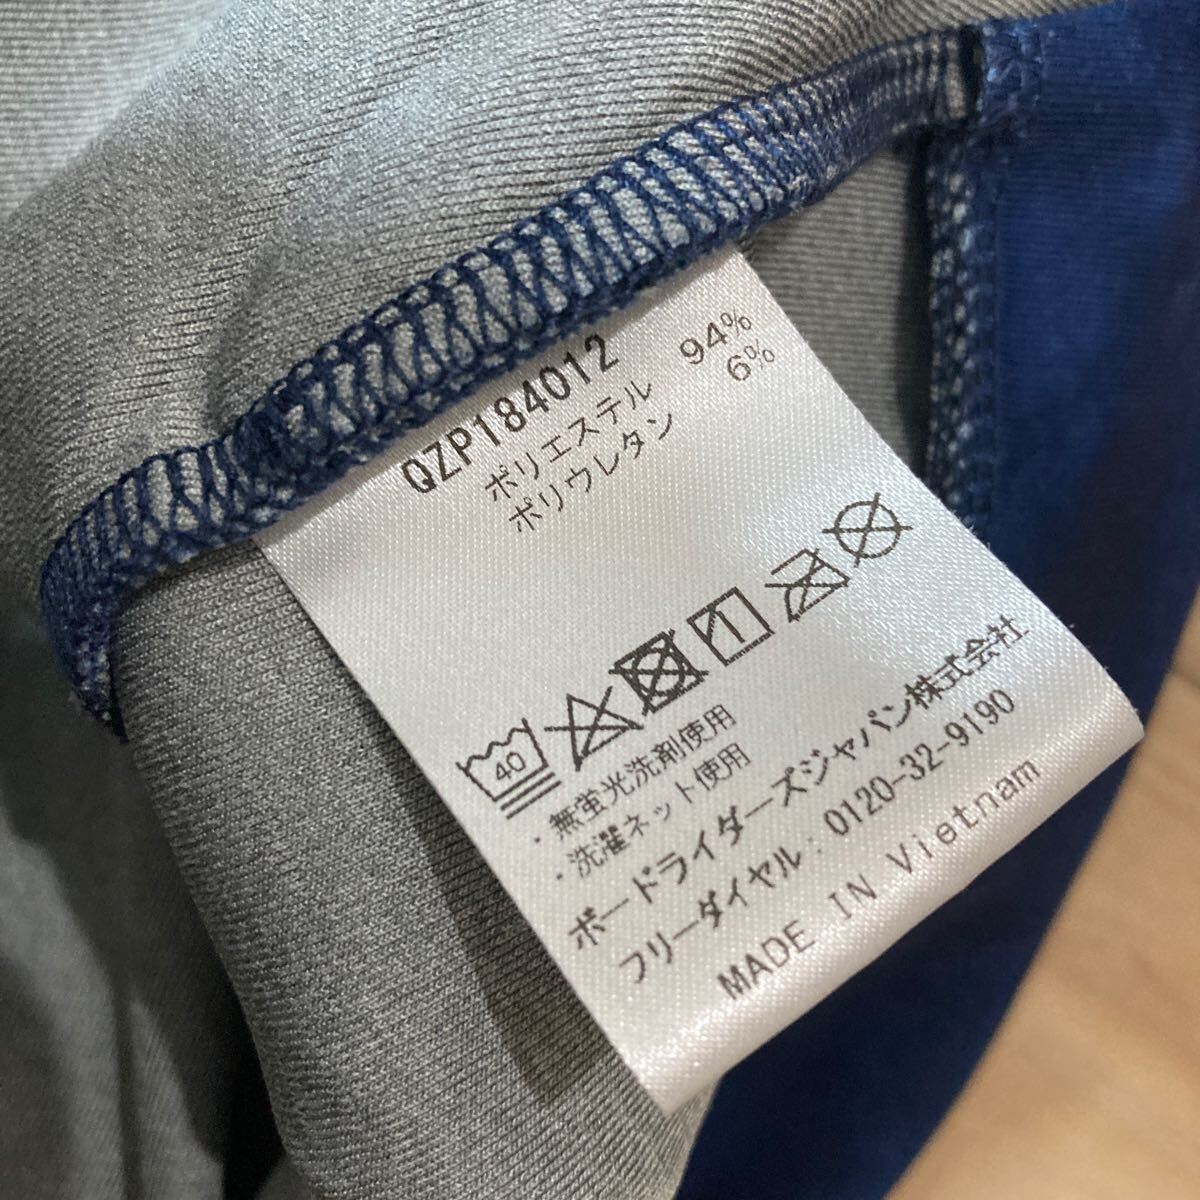 QZP184012
ポリエステル 94%
ポリウレタン 6%
40
・無蛍光洗剤使用
・洗濯ネット使用
ボードライダーズジャパン株式会社
フリーダイヤル：0120-32-9190
MADE IN Vietnam